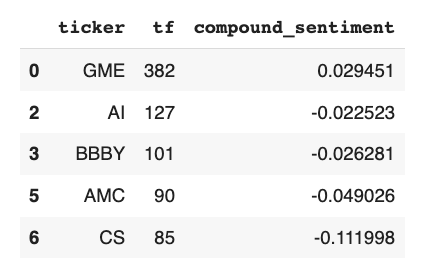 ticker tf compound_sentiment
0 GME 382 0.029451
2 AI 127 -0.022523
3 BBBY 101 -0.026281
5 AMC 90 -0.049026
6 CS 85 -0.111998